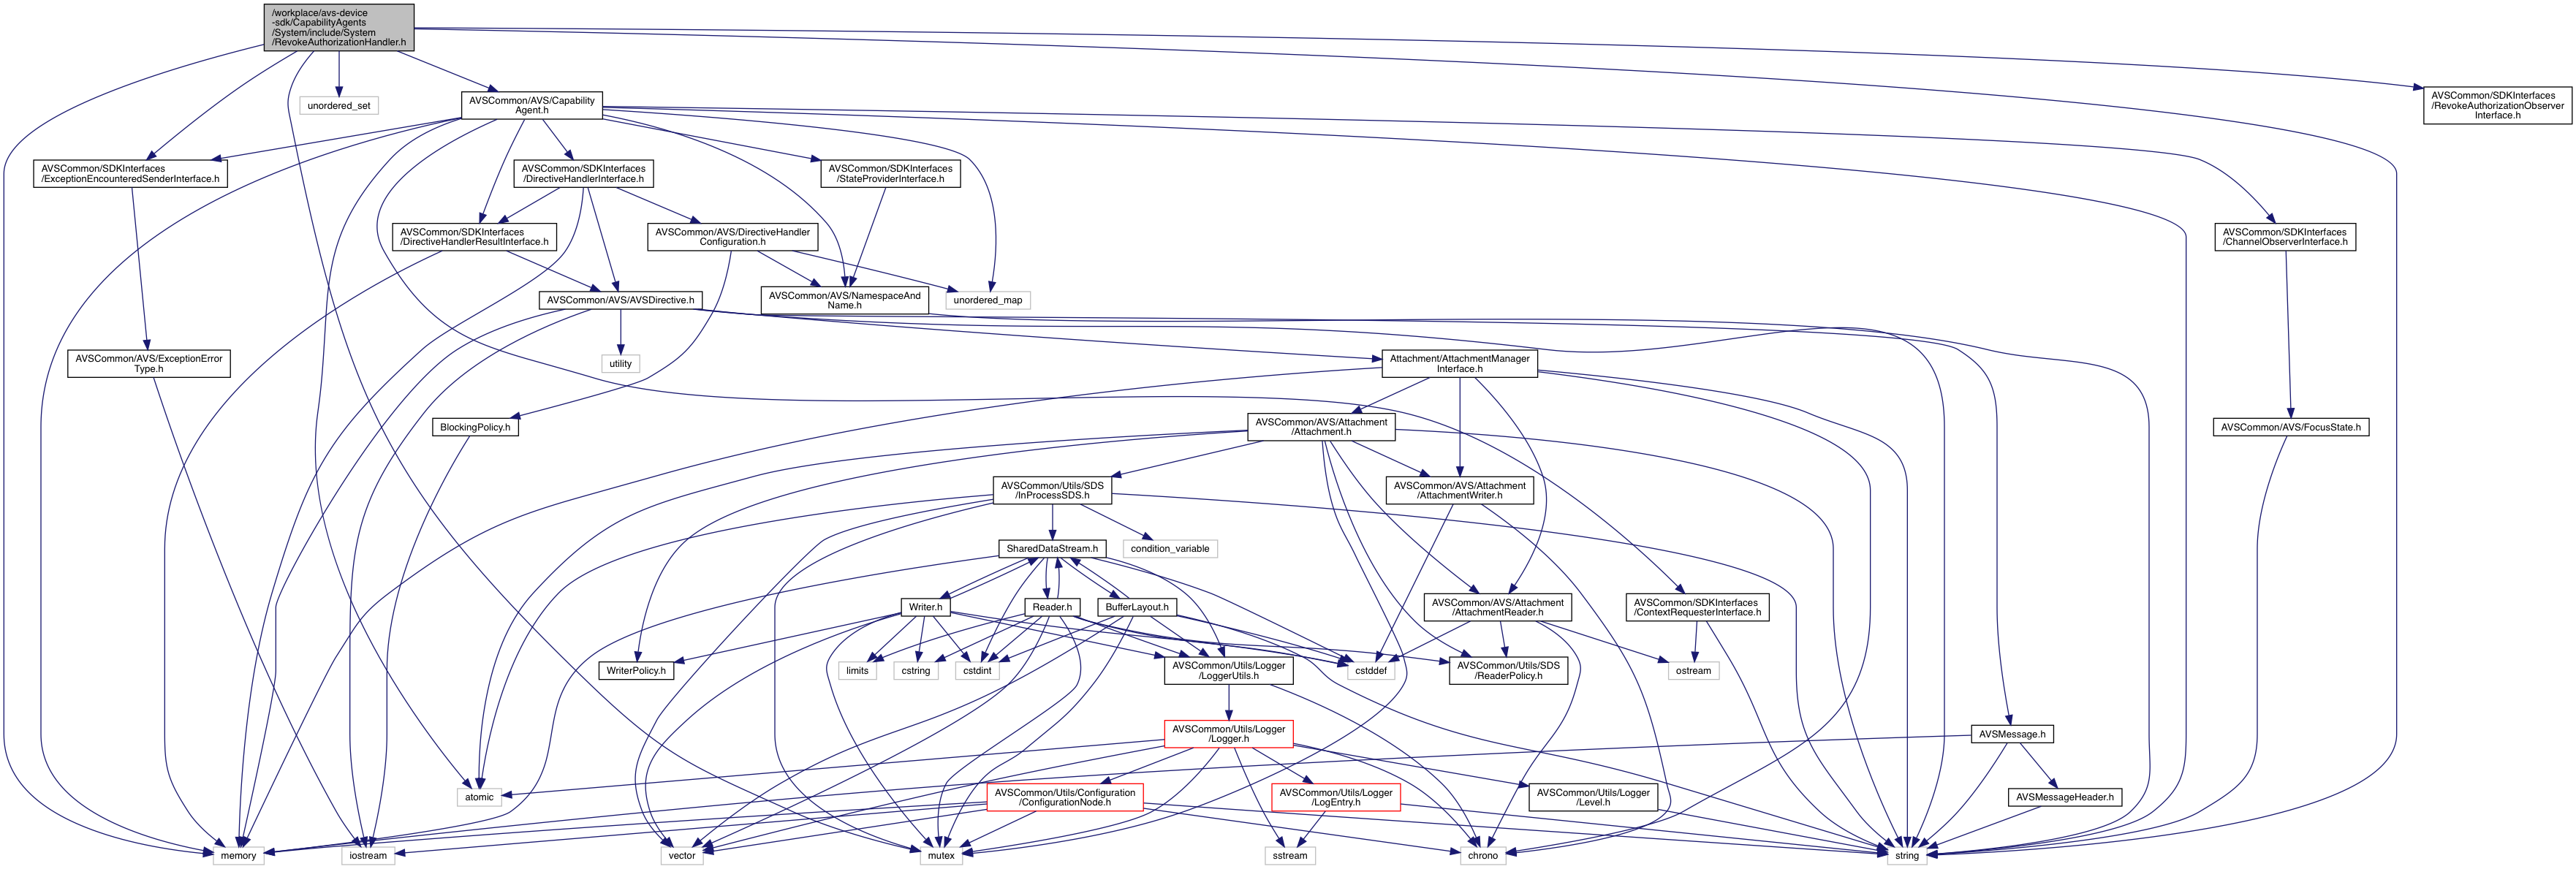 /workplace/avs-device
-sdk/CapabilityAgents
/System/include/System
/RevokeAuthorizationHandler.h
unordered_set
AVSCommon/AVS/Capability
Agent.h
AVSCommon/SDKInterfaces
/RevokeAuthorizationObserver
Interface.h
AVSCommon/SDKInterfaces
/ExceptionEncounteredSenderInterface.h
AVSCommon/SDKInterfaces
/DirectiveHandlerInterface.h
AVSCommon/SDKInterfaces
/StateProviderInterface.h
AVSCommon/SDKInterfaces
/DirectiveHandlerResultInterface.h
AVSCommon/AVS/DirectiveHandler
Configuration.h
AVSCommon/SDKInterfaces
/ChannelObserverInterface.h
AVSCommon/AVS/AVSDirective.h
AVSCommon/AVS/NamespaceAnd
Name.h
unordered_map
AVSCommon/AVS/ExceptionError
Type.h
utility
Attachment/AttachmentManager
Interface.h
BlockingPolicy.h
AVSCommon/AVS/Attachment
/Attachment.h
AVSCommon/AVS/FocusState.h
AVSCommon/Utils/SDS
/InProcessSDS.h
AVSCommon/AVS/Attachment
/AttachmentWriter.h
SharedDataStream.h
condition_variable
Writer.h
Reader.h
BufferLayout.h
AVSCommon/AVS/Attachment
/AttachmentReader.h
AVSCommon/SDKInterfaces
/ContextRequesterInterface.h
WriterPolicy.h
limits
cstring
cstdint
AVSCommon/Utils/Logger
/LoggerUtils.h
cstddef
AVSCommon/Utils/SDS
/ReaderPolicy.h
ostream
AVSCommon/Utils/Logger
/Logger.h
AVSMessage.h
atomic
AVSCommon/Utils/Configuration
/ConfigurationNode.h
AVSCommon/Utils/Logger
/LogEntry.h
AVSCommon/Utils/Logger
/Level.h
AVSMessageHeader.h
memory
iostream
vector
mutex
sstream
chrono
string